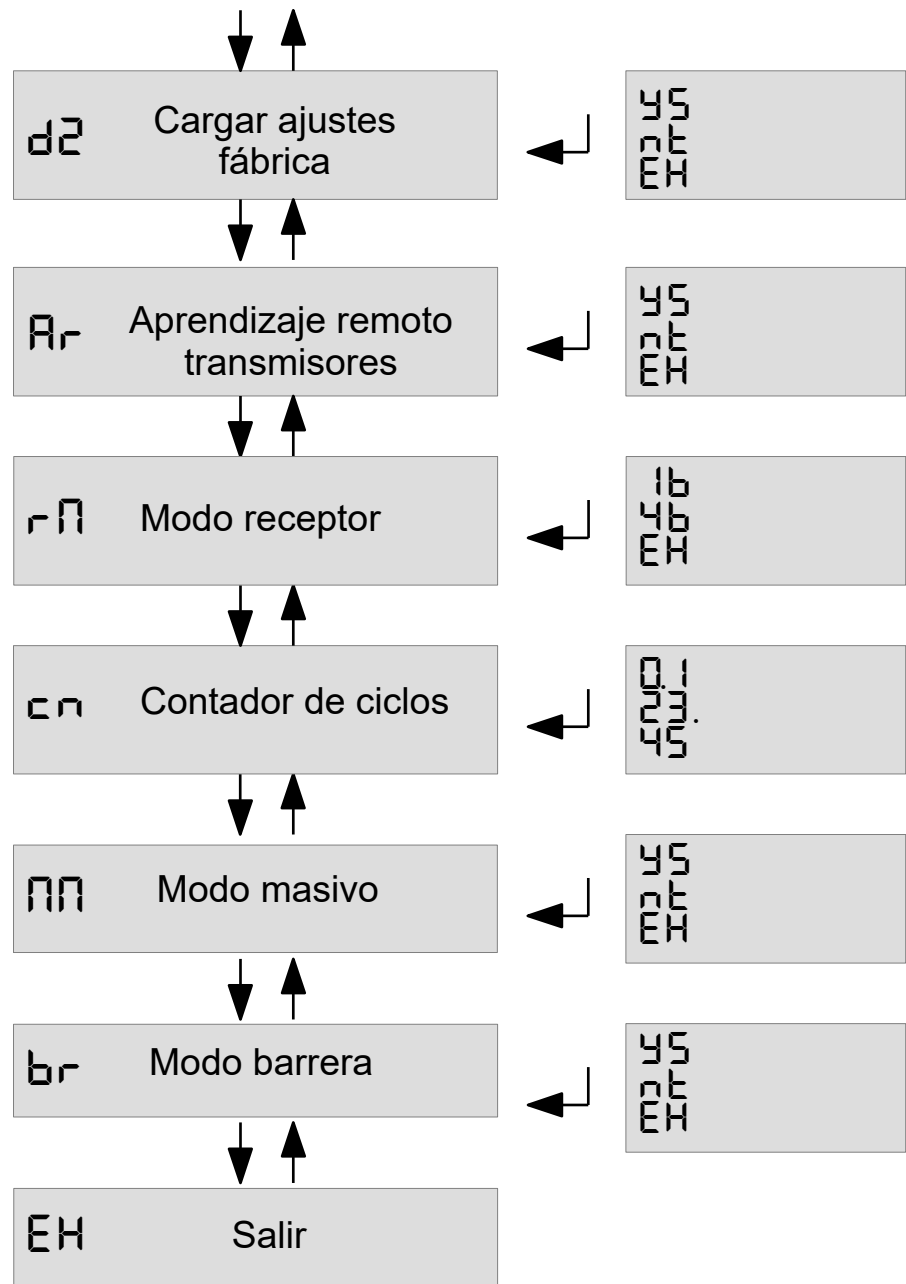 d2 Cargar ajustes
fábrica
YS
nt
EH
Ar Aprendizaje remoto
transmisores
YS
nt
EH
rM Modo receptor
1b
4b
EH
cn Contador de ciclos
0.1
23.
45
MM Modo masivo
YS
nt
EH
br Modo barrera
YS
nt
EH
EH Salir